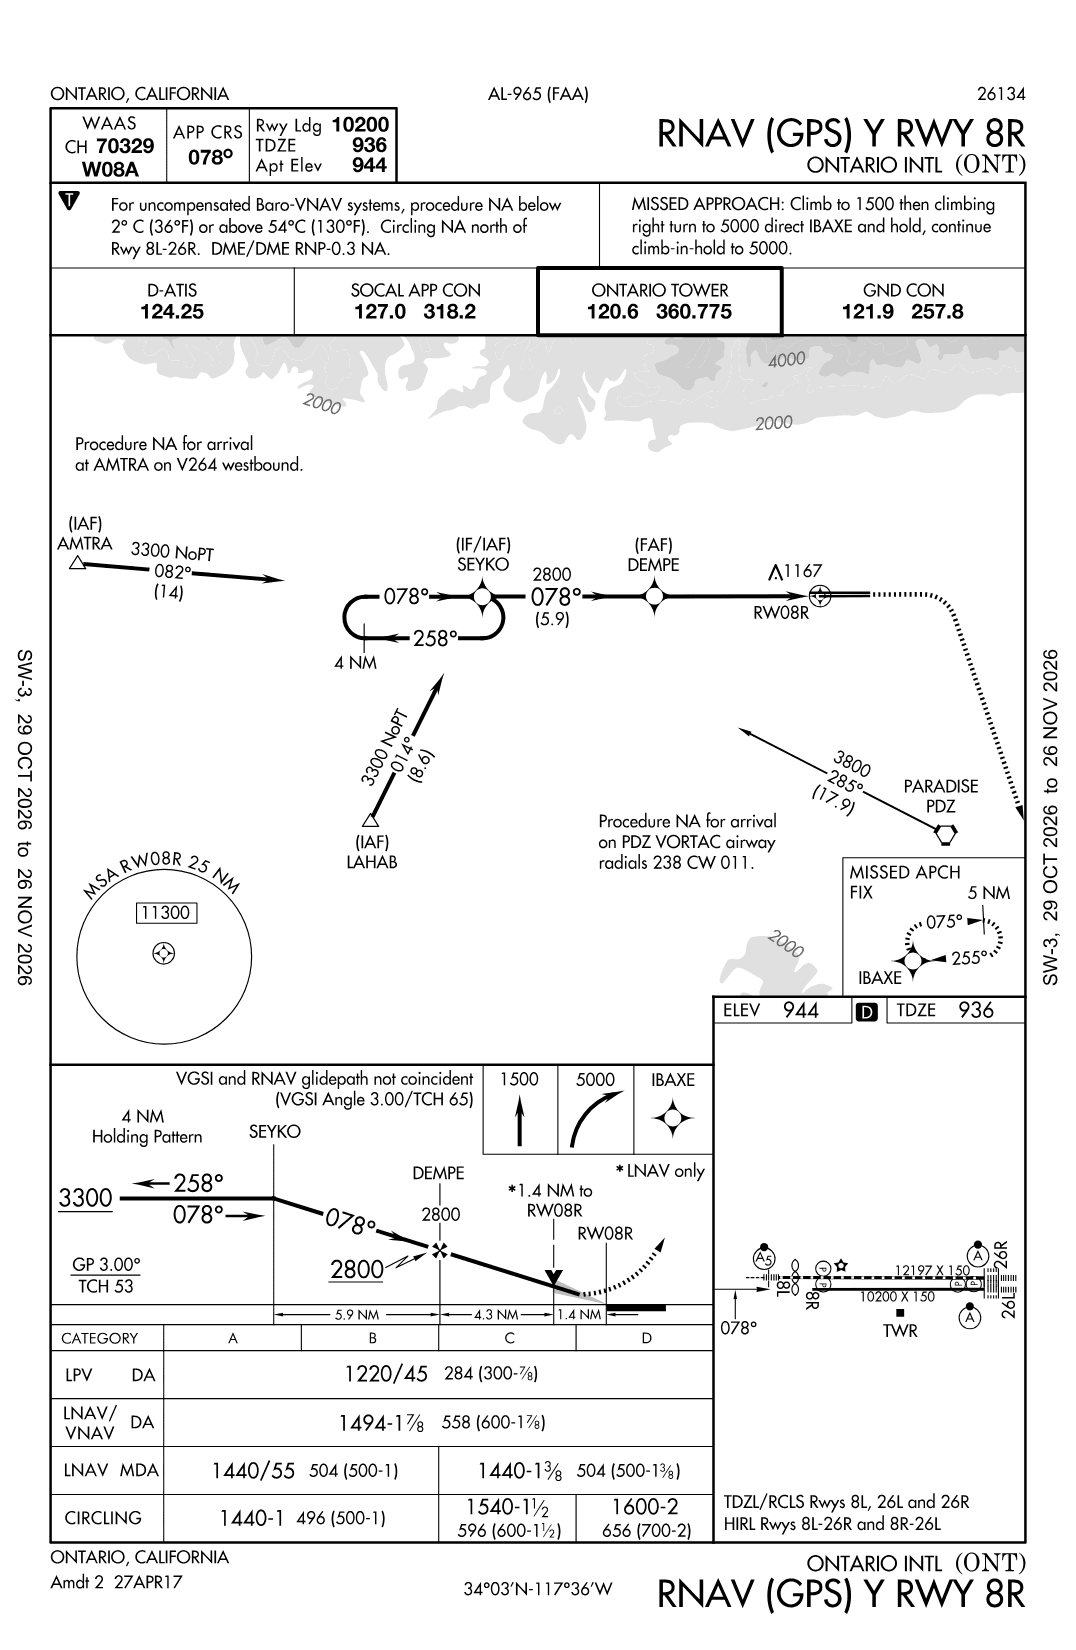 ONTARIO, CALIFORNIA
AL-965 (FAA)
26134
WAAS
CH 70329
W08A
APP CRS
078°
Rwy Ldg 10200
TDZE 936
Apt Elev 944
RNAV (GPS) Y RWY 8R
ONTARIO INTL (ONT)
T
For uncompensated Baro-VNAV systems, procedure NA below
2° C (36°F) or above 54°C (130°F). Circling NA north of
Rwy 8L-26R. DME/DME RNP-0.3 NA.
MISSED APPROACH: Climb to 1500 then climbing
right turn to 5000 direct IBAXE and hold, continue
climb-in-hold to 5000.
D-ATIS
124.25
SOCAL APP CON
127.0 318.2
ONTARIO TOWER
120.6 360.775
GND CON
121.9 257.8
4000
2000
2000
Procedure NA for arrival
at AMTRA on V264 westbound.
(IAF)
AMTRA
3300 NoPT
082°
(14)
(IF/IAF)
SEYKO
078°
258°
4 NM
2800
078°
(5.9)
(FAF)
DEMPE
1167
RW08R
3300 NoPT
014°
(8.6)
(IAF)
LAHAB
3800
285°
(17.9)
PARADISE
PDZ
Procedure NA for arrival
on PDZ VORTAC airway
radials 238 CW 011.
MSA RW08R 25 NM
11300
2000
MISSED APCH
FIX
5 NM
075°
255°
IBAXE
SW-3, 29 OCT 2026 to 26 NOV 2026
SW-3, 29 OCT 2026 to 26 NOV 2026
ELEV 944
D
TDZE 936
VGSI and RNAV glidepath not coincident
(VGSI Angle 3.00/TCH 65)
1500
5000
IBAXE
4 NM
Holding Pattern
SEYKO
DEMPE
*LNAV only
*1.4 NM to
RW08R
RW08R
3300
258°
078°
078°
2800
2800
GP 3.00°
TCH 53
5.9 NM
4.3 NM
1.4 NM
CATEGORY
A
B
C
D
LPV DA
1220/45 284 (300-⅞)
LNAV/
VNAV DA
1494-1⅞ 558 (600-1⅞)
LNAV MDA
1440/55 504 (500-1)
1440-1⅜ 504 (500-1⅜)
CIRCLING
1440-1 496 (500-1)
1540-1½
596 (600-1½)
1600-2
656 (700-2)
A5
A
26R
12197 X 150
8L
P
P
P
P
8R
10200 X 150
26L
A
078°
TWR
TDZL/RCLS Rwys 8L, 26L and 26R
HIRL Rwys 8L-26R and 8R-26L
ONTARIO, CALIFORNIA
Amdt 2 27APR17
34°03'N-117°36'W
ONTARIO INTL (ONT)
RNAV (GPS) Y RWY 8R